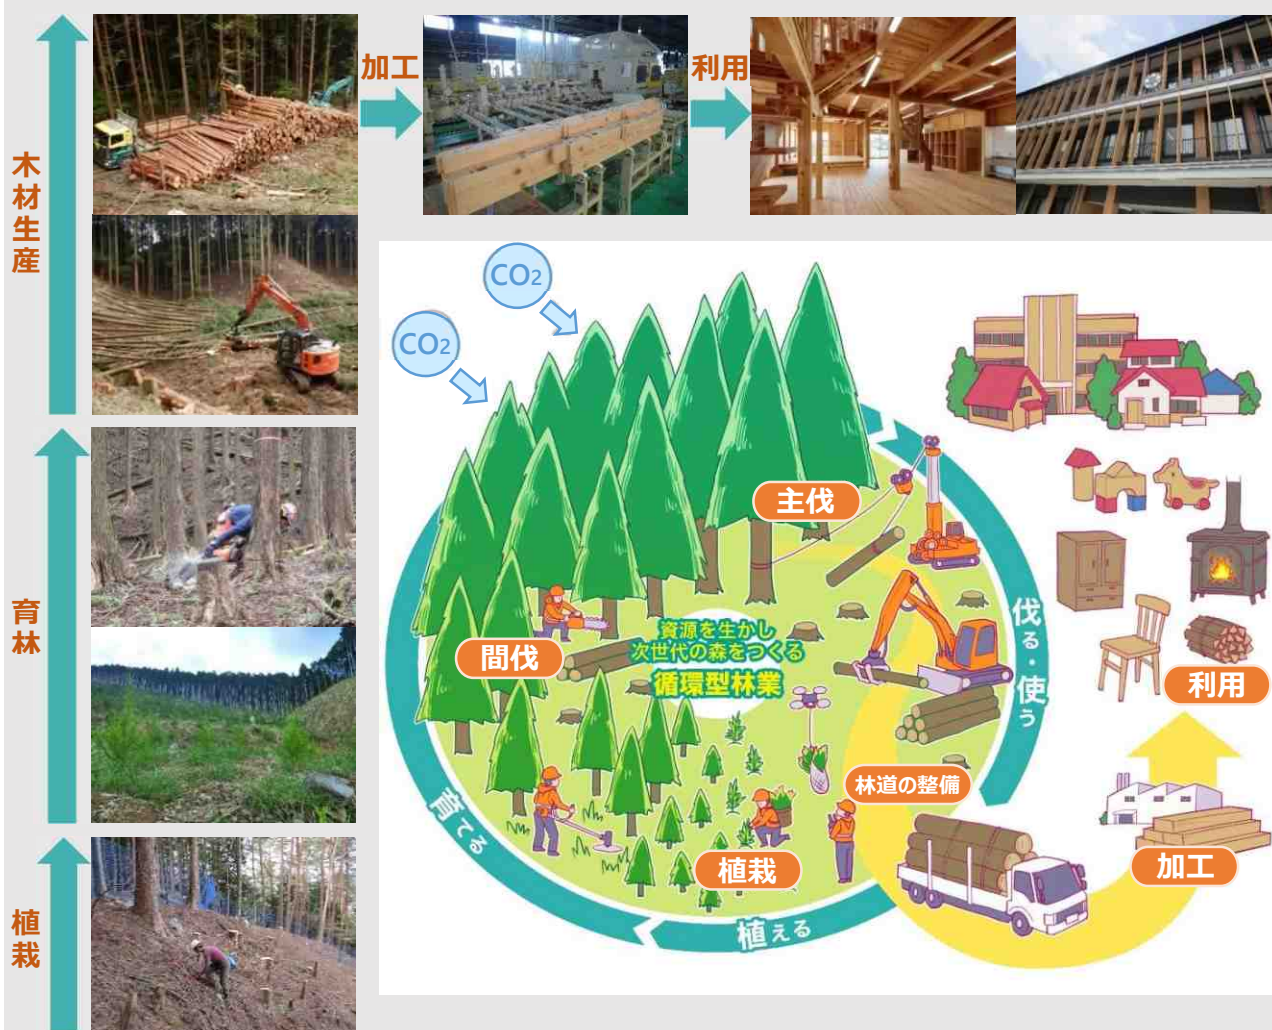 木材生産
加工
利用
育林
植栽
CO2
CO2
主伐
間伐
資源を生かし
次世代の森をつくる
循環型林業
伐る・使う
林道の整備
利用
加工
植栽
育てる
植える